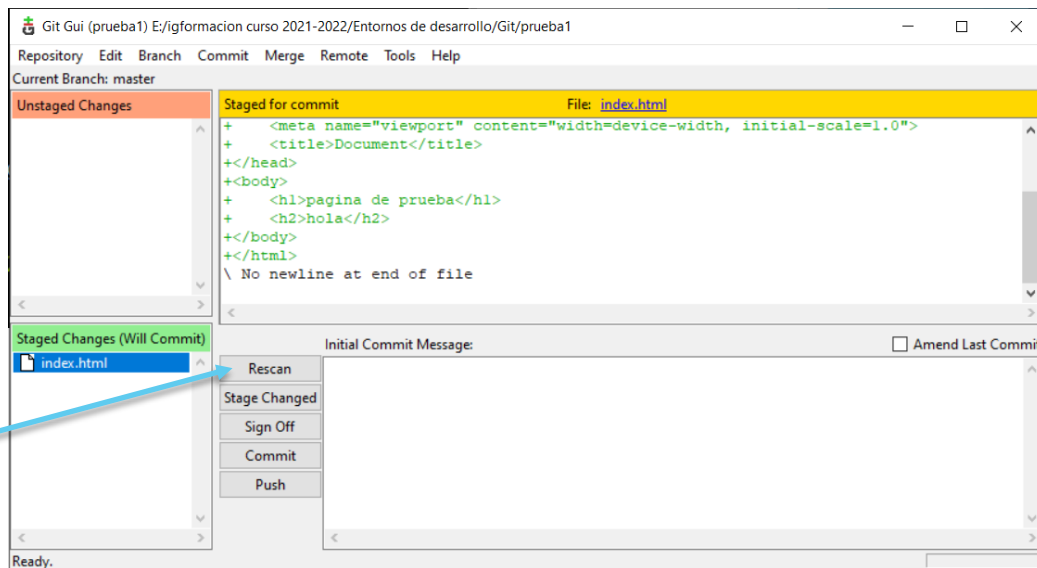 Git Gui (prueba1) E:/igformacion curso 2021-2022/Entornos de desarrollo/Git/prueba1
Repository Edit Branch Commit Merge Remote Tools Help
Current Branch: master
Unstaged Changes
Staged for commit File: index.html
+    <meta name="viewport" content="width=device-width, initial-scale=1.0">
+    <title>Document</title>
+</head>
+<body>
+    <h1>pagina de prueba</h1>
+    <h2>hola</h2>
+</body>
+</html>
\ No newline at end of file
Staged Changes (Will Commit)
index.html
Initial Commit Message:
Amend Last Commit
Rescan
Stage Changed
Sign Off
Commit
Push
Ready.